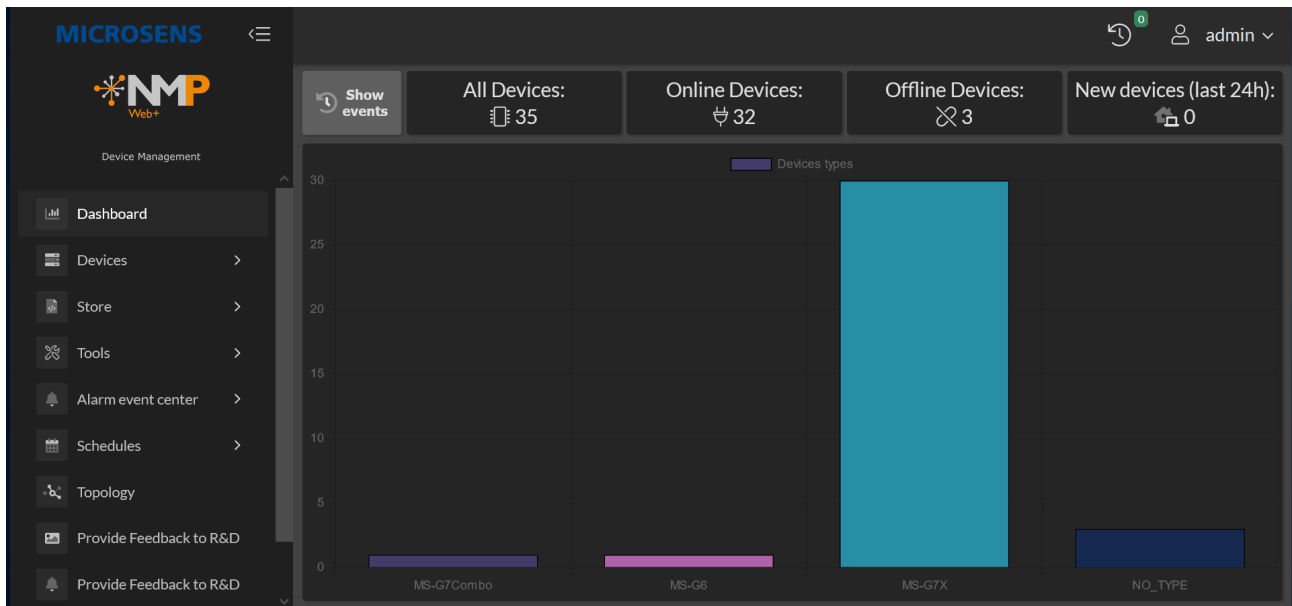 MICROSENS
NMP
Web+
Device Management
Dashboard
Devices
Store
Tools
Alarm event center
Schedules
Topology
Provide Feedback to R&D
Provide Feedback to R&D
0
admin
Show
events
All Devices:
35
Online Devices:
32
Offline Devices:
3
New devices (last 24h):
0
Devices types
30
25
20
15
10
5
0
MS-G7Combo
MS-G6
MS-G7X
NO_TYPE